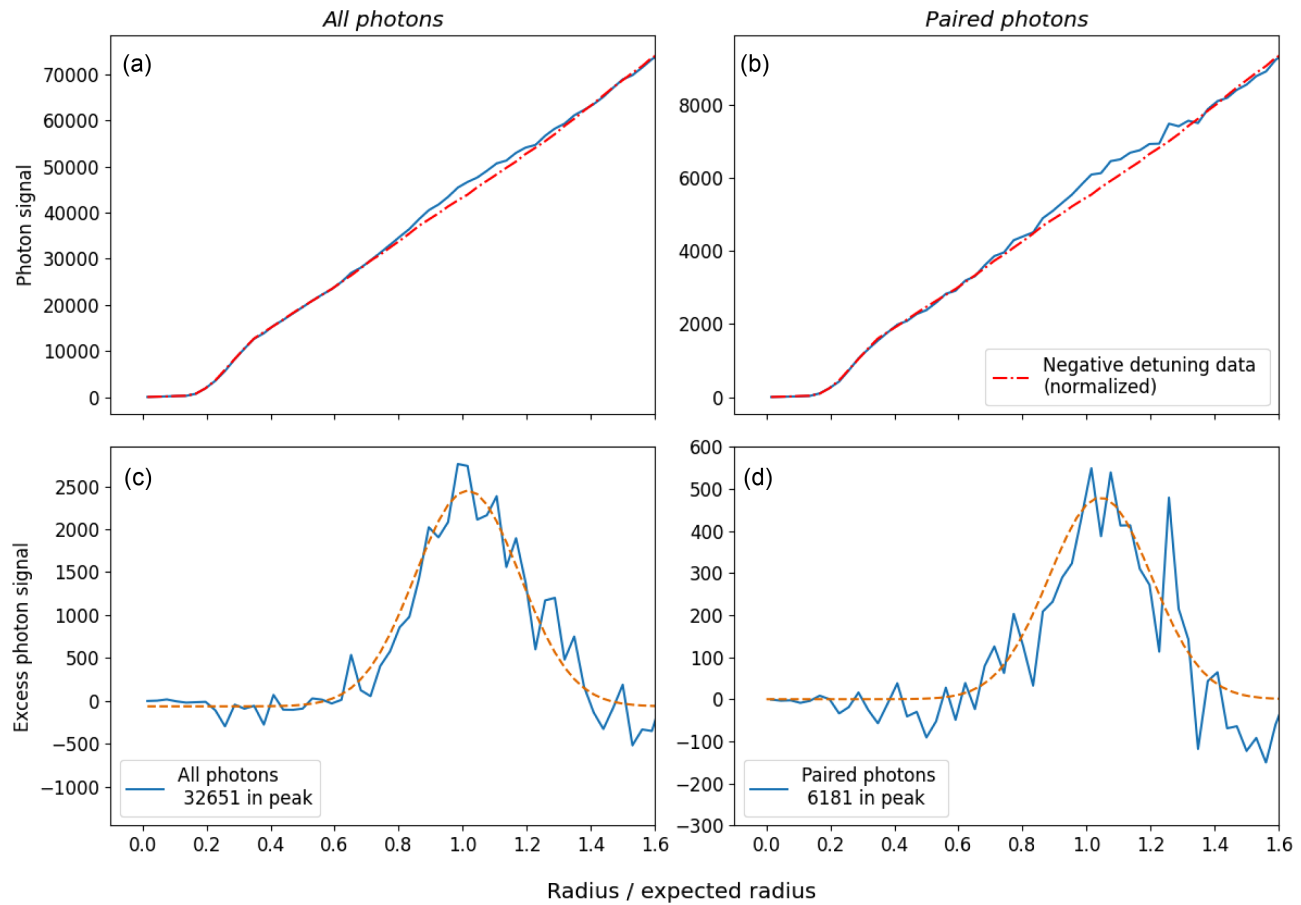 All photons
Paired photons
(a)
(b)
70000
60000
50000
40000
30000
20000
10000
0
8000
6000
4000
2000
0
Photon signal
Negative detuning data
(normalized)
(c)
(d)
2500
2000
1500
1000
500
0
−500
−1000
600
500
400
300
200
100
0
−100
−200
−300
Excess photon signal
All photons
32651 in peak
Paired photons
6181 in peak
0.0 0.2 0.4 0.6 0.8 1.0 1.2 1.4 1.6
0.0 0.2 0.4 0.6 0.8 1.0 1.2 1.4 1.6
Radius / expected radius